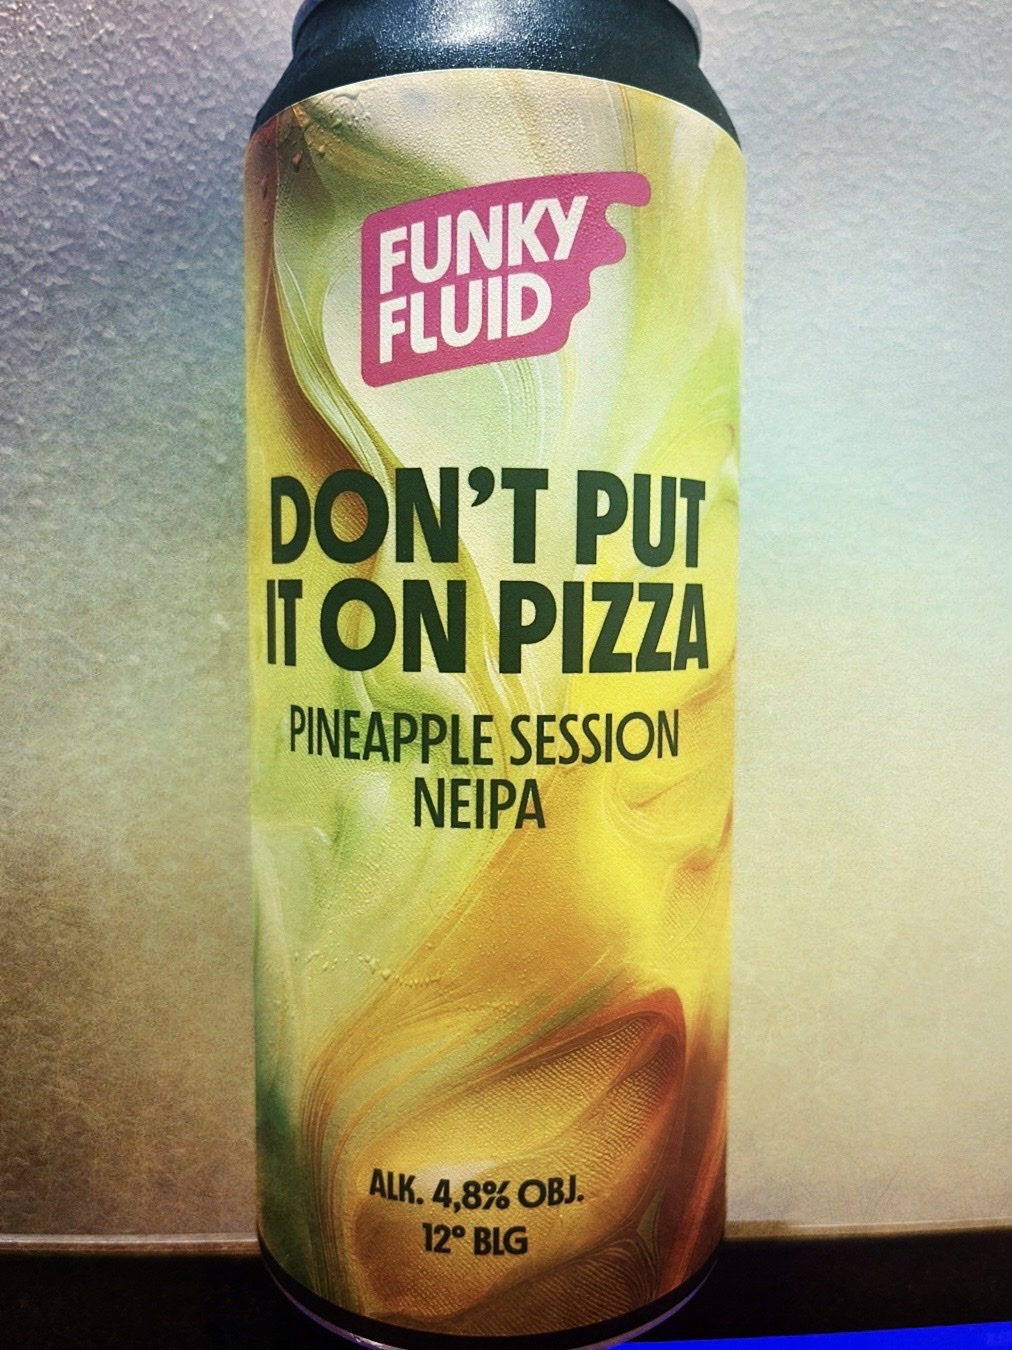 FUNKY
FLUID
DON'T PUT
IT ON PIZZA
PINEAPPLE SESSION
NEIPA
ALK. 4,8% OBJ.
12° BLG